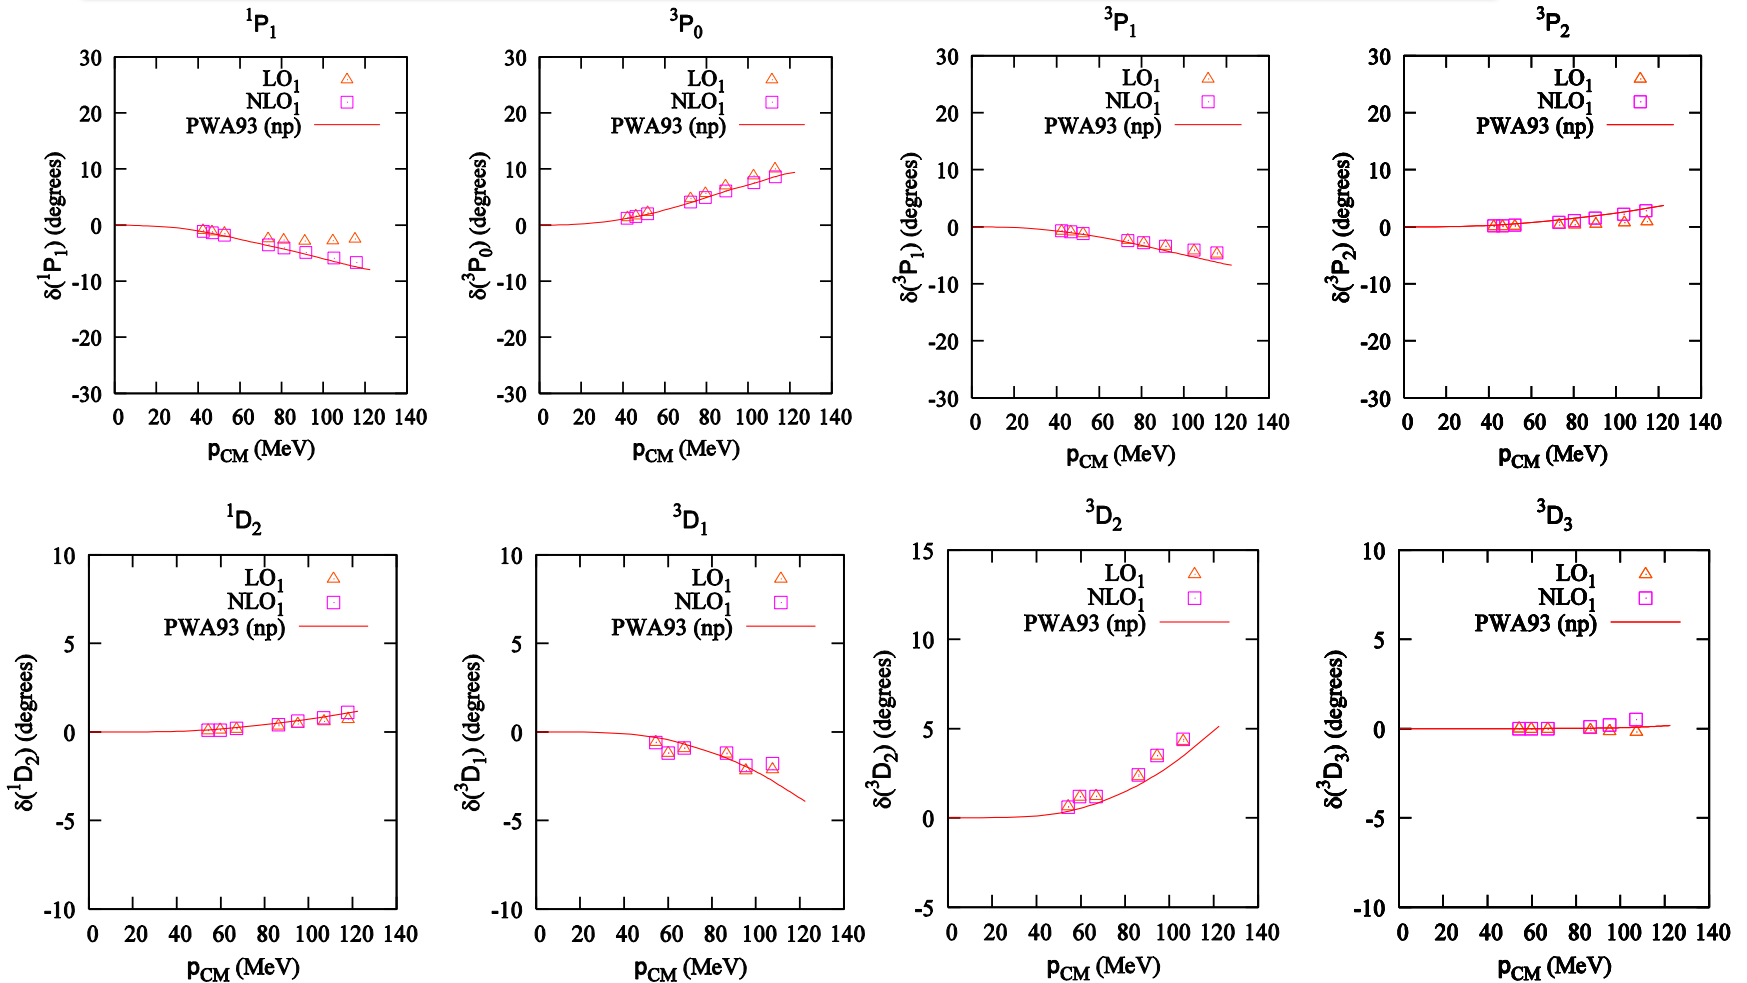 ¹P₁
30
20
10
0
-10
-20
-30
0 20 40 60 80 100 120 140
δ(¹P₁) (degrees)
p_CM (MeV)
LO₁
NLO₁
PWA93 (np)
³P₀
30
20
10
0
-10
-20
-30
0 20 40 60 80 100 120 140
δ(³P₀) (degrees)
p_CM (MeV)
LO₁
NLO₁
PWA93 (np)
³P₁
30
20
10
0
-10
-20
-30
0 20 40 60 80 100 120 140
δ(³P₁) (degrees)
p_CM (MeV)
LO₁
NLO₁
PWA93 (np)
³P₂
30
20
10
0
-10
-20
-30
0 20 40 60 80 100 120 140
δ(³P₂) (degrees)
p_CM (MeV)
LO₁
NLO₁
PWA93 (np)
¹D₂
10
5
0
-5
-10
0 20 40 60 80 100 120 140
δ(¹D₂) (degrees)
p_CM (MeV)
LO₁
NLO₁
PWA93 (np)
³D₁
10
5
0
-5
-10
0 20 40 60 80 100 120 140
δ(³D₁) (degrees)
p_CM (MeV)
LO₁
NLO₁
PWA93 (np)
³D₂
15
10
5
0
-5
0 20 40 60 80 100 120 140
δ(³D₂) (degrees)
p_CM (MeV)
LO₁
NLO₁
PWA93 (np)
³D₃
10
5
0
-5
-10
0 20 40 60 80 100 120 140
δ(³D₃) (degrees)
p_CM (MeV)
LO₁
NLO₁
PWA93 (np)